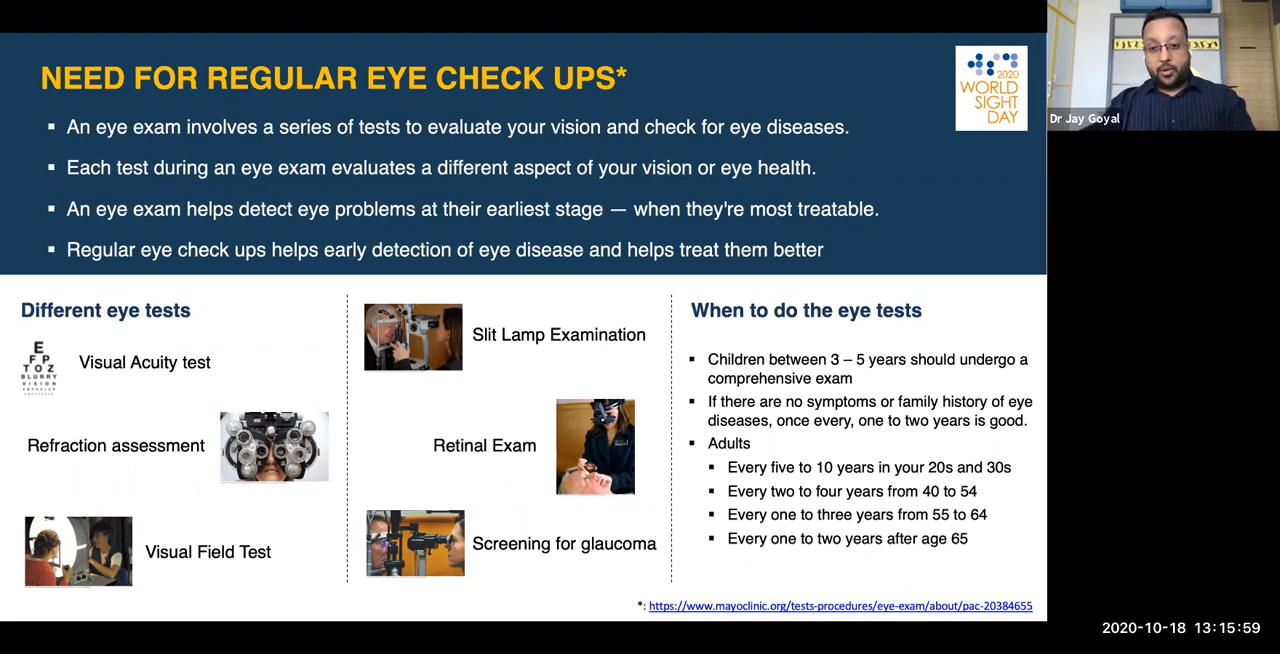 NEED FOR REGULAR EYE CHECK UPS*
2020
WORLD
SIGHT
DAY
Dr Jay Goyal
▪ An eye exam involves a series of tests to evaluate your vision and check for eye diseases.
▪ Each test during an eye exam evaluates a different aspect of your vision or eye health.
▪ An eye exam helps detect eye problems at their earliest stage — when they're most treatable.
▪ Regular eye check ups helps early detection of eye disease and helps treat them better
Different eye tests
E
F P
T O Z
BLURRY
VISION
Visual Acuity test
Refraction assessment
Visual Field Test
Slit Lamp Examination
Retinal Exam
Screening for glaucoma
When to do the eye tests
▪ Children between 3 – 5 years should undergo a
comprehensive exam
▪ If there are no symptoms or family history of eye
diseases, once every, one to two years is good.
▪ Adults
▪ Every five to 10 years in your 20s and 30s
▪ Every two to four years from 40 to 54
▪ Every one to three years from 55 to 64
▪ Every one to two years after age 65
*: https://www.mayoclinic.org/tests-procedures/eye-exam/about/pac-20384655
2020-10-18 13:15:59